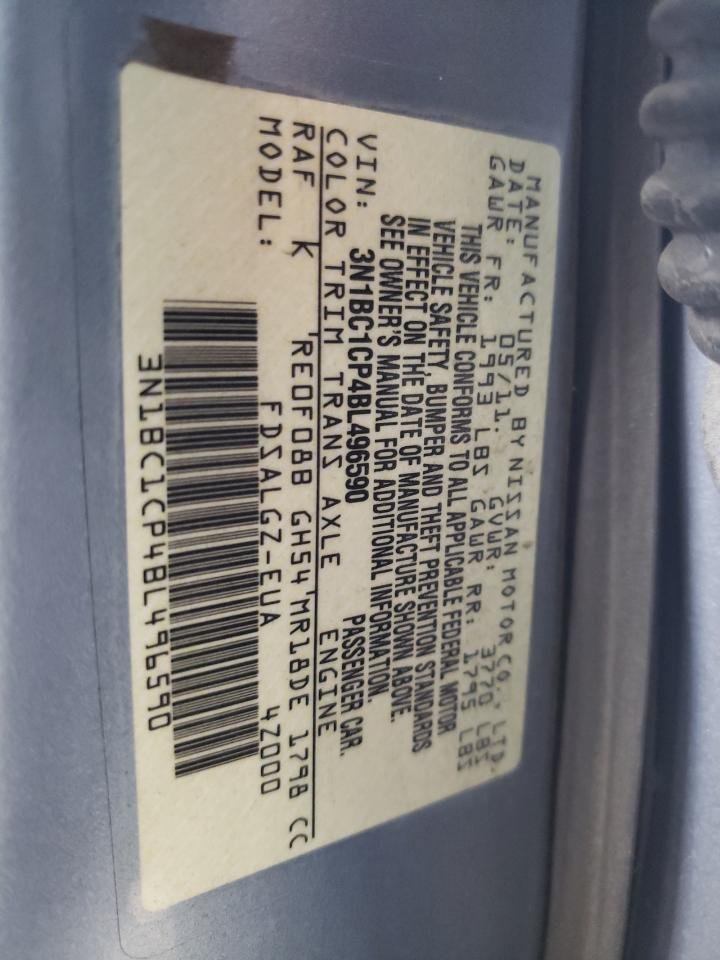 MANUFACTURED BY NISSAN MOTOR CO., LTD.
DATE: 05/11. GVWR: 3770 LBS
GAWR FR: 1993 LBS GAWR RR: 1795 LBS
THIS VEHICLE CONFORMS TO ALL APPLICABLE FEDERAL MOTOR
VEHICLE SAFETY, BUMPER AND THEFT PREVENTION STANDARDS
IN EFFECT ON THE DATE OF MANUFACTURE SHOWN ABOVE.
SEE OWNER'S MANUAL FOR ADDITIONAL INFORMATION.
VIN: 3N1BC1CP4BL496590 PASSENGER CAR.
COLOR TRIM TRANS AXLE ENGINE
RAF K 'RE0F08B GH54'MR18DE 1798 CC
MODEL: FDSALGZ-EUA 4Z000
3N1BC1CP4BL496590